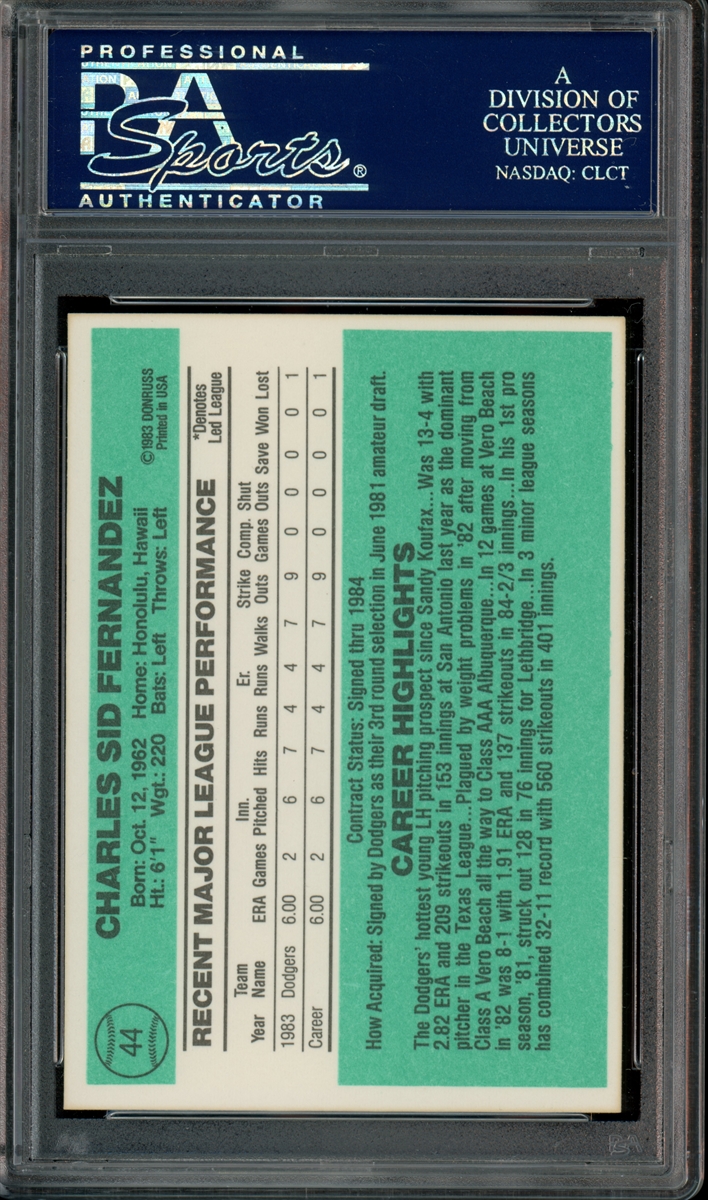 PROFESSIONAL
PSA
Sports®
AUTHENTICATOR
A
DIVISION OF
COLLECTORS
UNIVERSE
NASDAQ: CLCT
44
CHARLES SID FERNANDEZ
Born: Oct. 12, 1962 Home: Honolulu, Hawaii
Ht.: 6'1" Wgt.: 220 Bats: Left Throws: Left
©1983 DONRUSS
Printed in USA
RECENT MAJOR LEAGUE PERFORMANCE
*Denotes
Led League
Team Inn. Er. Strike Comp. Shut
Year Name ERA Games Pitched Hits Runs Runs Walks Outs Games Outs Save Won Lost
1983 Dodgers 6.00 2 6 7 4 4 7 9 0 0 0 0 1
Career 6.00 2 6 7 4 4 7 9 0 0 0 0 1
Contract Status: Signed thru 1984
How Acquired: Signed by Dodgers as their 3rd round selection in June 1981 amateur draft.
CAREER HIGHLIGHTS
The Dodgers' hottest young LH pitching prospect since Sandy Koufax...Was 13-4 with
2.82 ERA and 209 strikeouts in 153 innings at San Antonio last year as the dominant
pitcher in the Texas League...Plagued by weight problems in '82 after moving from
Class A Vero Beach all the way to Class AAA Albuquerque...In 12 games at Vero Beach
in '82 was 8-1 with 1.91 ERA and 137 strikeouts in 84-2/3 innings...In his 1st pro
season, '81, struck out 128 in 76 innings for Lethbridge...In 3 minor league seasons
has combined 32-11 record with 560 strikeouts in 401 innings.